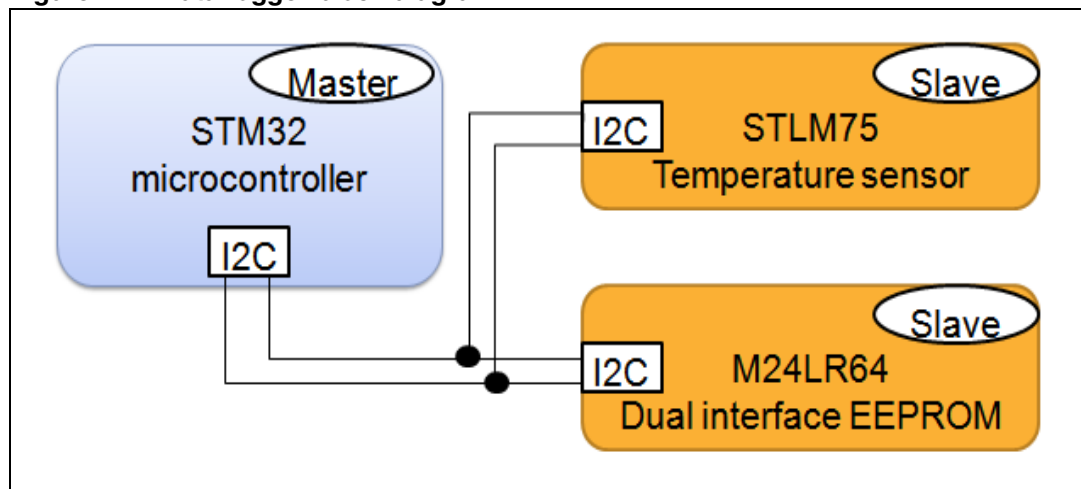 Master
STM32
microcontroller
I2C
Slave
I2C
STLM75
Temperature sensor
Slave
I2C
M24LR64
Dual interface EEPROM